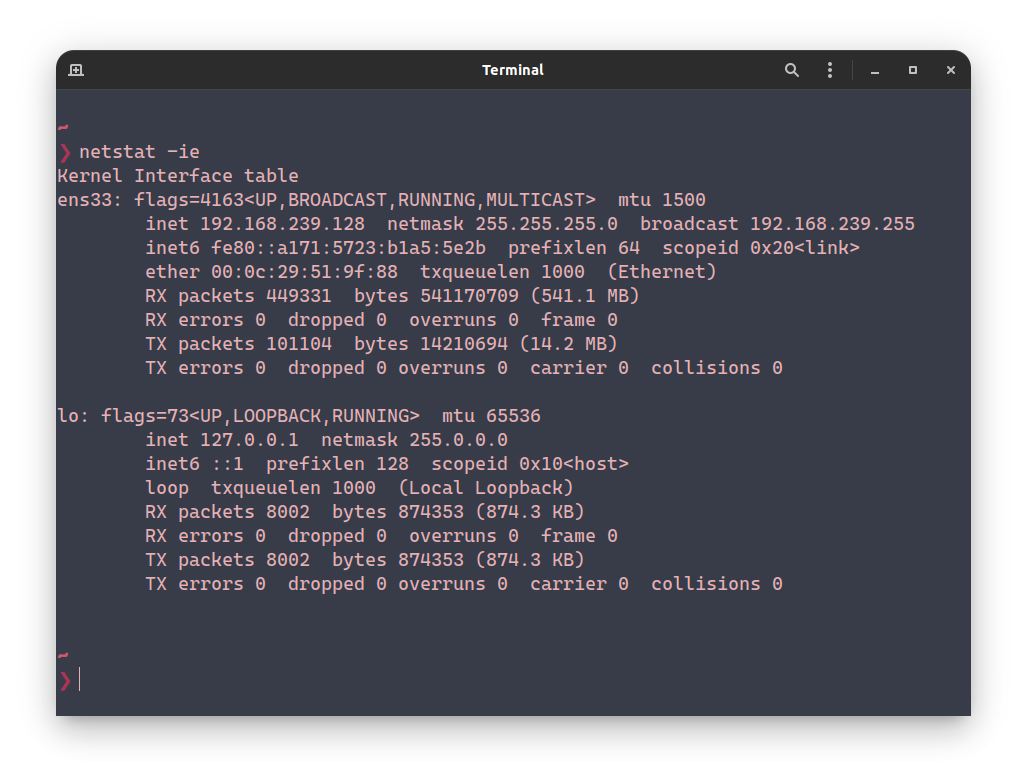 Terminal
~
❯ netstat -ie
Kernel Interface table
ens33: flags=4163<UP,BROADCAST,RUNNING,MULTICAST>  mtu 1500
        inet 192.168.239.128  netmask 255.255.255.0  broadcast 192.168.239.255
        inet6 fe80::a171:5723:b1a5:5e2b  prefixlen 64  scopeid 0x20<link>
        ether 00:0c:29:51:9f:88  txqueuelen 1000  (Ethernet)
        RX packets 449331  bytes 541170709 (541.1 MB)
        RX errors 0  dropped 0  overruns 0  frame 0
        TX packets 101104  bytes 14210694 (14.2 MB)
        TX errors 0  dropped 0 overruns 0  carrier 0  collisions 0

lo: flags=73<UP,LOOPBACK,RUNNING>  mtu 65536
        inet 127.0.0.1  netmask 255.0.0.0
        inet6 ::1  prefixlen 128  scopeid 0x10<host>
        loop  txqueuelen 1000  (Local Loopback)
        RX packets 8002  bytes 874353 (874.3 KB)
        RX errors 0  dropped 0  overruns 0  frame 0
        TX packets 8002  bytes 874353 (874.3 KB)
        TX errors 0  dropped 0 overruns 0  carrier 0  collisions 0

~
❯